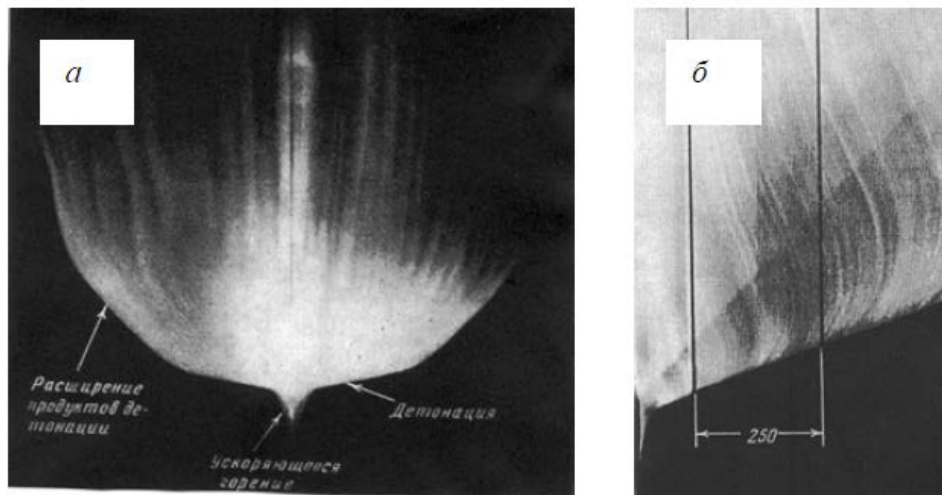 а
б
Расширение
продуктов де-
тонации
Детонация
Ускоряющееся
горение
250